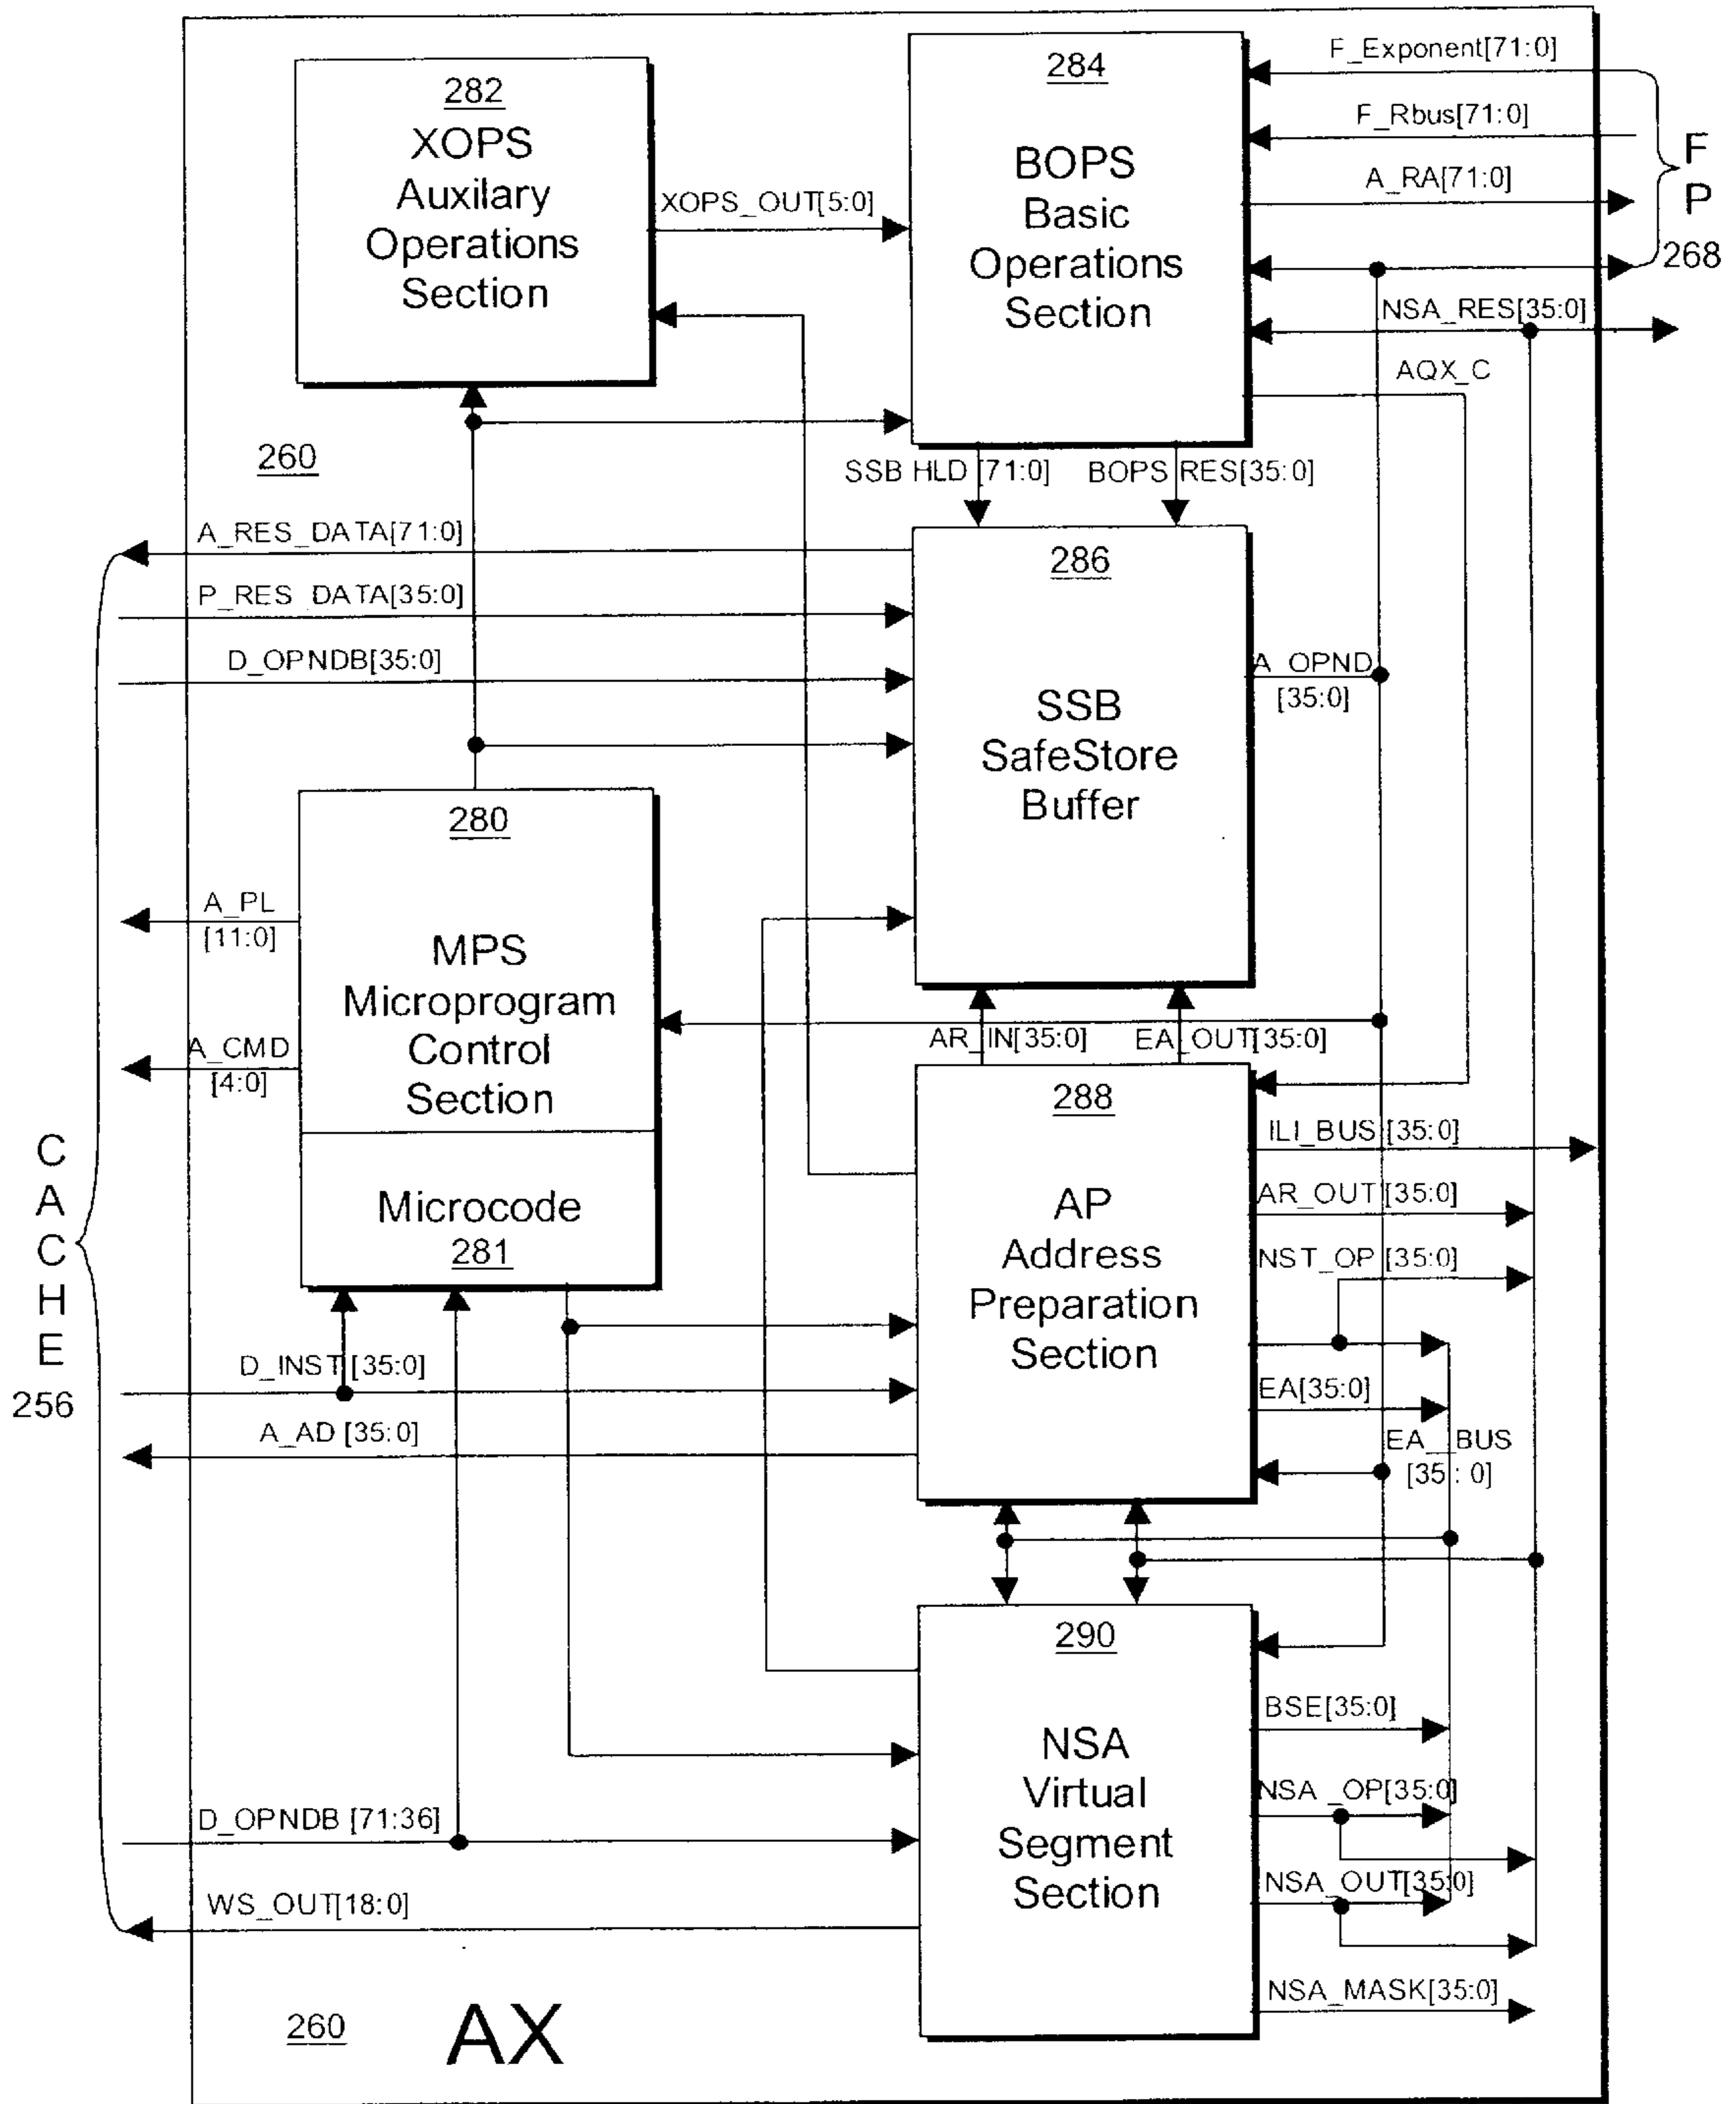 282
XOPS
Auxilary
Operations
Section
284
BOPS
Basic
Operations
Section
F_Exponent[71:0]
F_Rbus[71:0]
A_RA[71:0]
F
P
268
XOPS_OUT[5:0]
NSA_RES[35:0]
AQX_C
260
SSB HLD [71:0]
BOPS RES[35:0]
A_RES_DATA[71:0]
P_RES_DATA[35:0]
D_OPNDB[35:0]
286
SSB
SafeStore
Buffer
A_OPND
[35:0]
280
MPS
Microprogram
Control
Section
Microcode
281
A_PL
[11:0]
A_CMD
[4:0]
AR_IN[35:0]
EA_OUT[35:0]
288
AP
Address
Preparation
Section
ILI_BUS [35:0]
AR_OUT [35:0]
NST_OP [35:0]
EA[35:0]
EA_BUS
[35:0]
C
A
C
H
E
256
D_INST [35:0]
A_AD [35:0]
290
NSA
Virtual
Segment
Section
BSE[35:0]
NSA_OP[35:0]
NSA_OUT[35:0]
NSA_MASK[35:0]
D_OPNDB [71:36]
WS_OUT[18:0]
260
AX